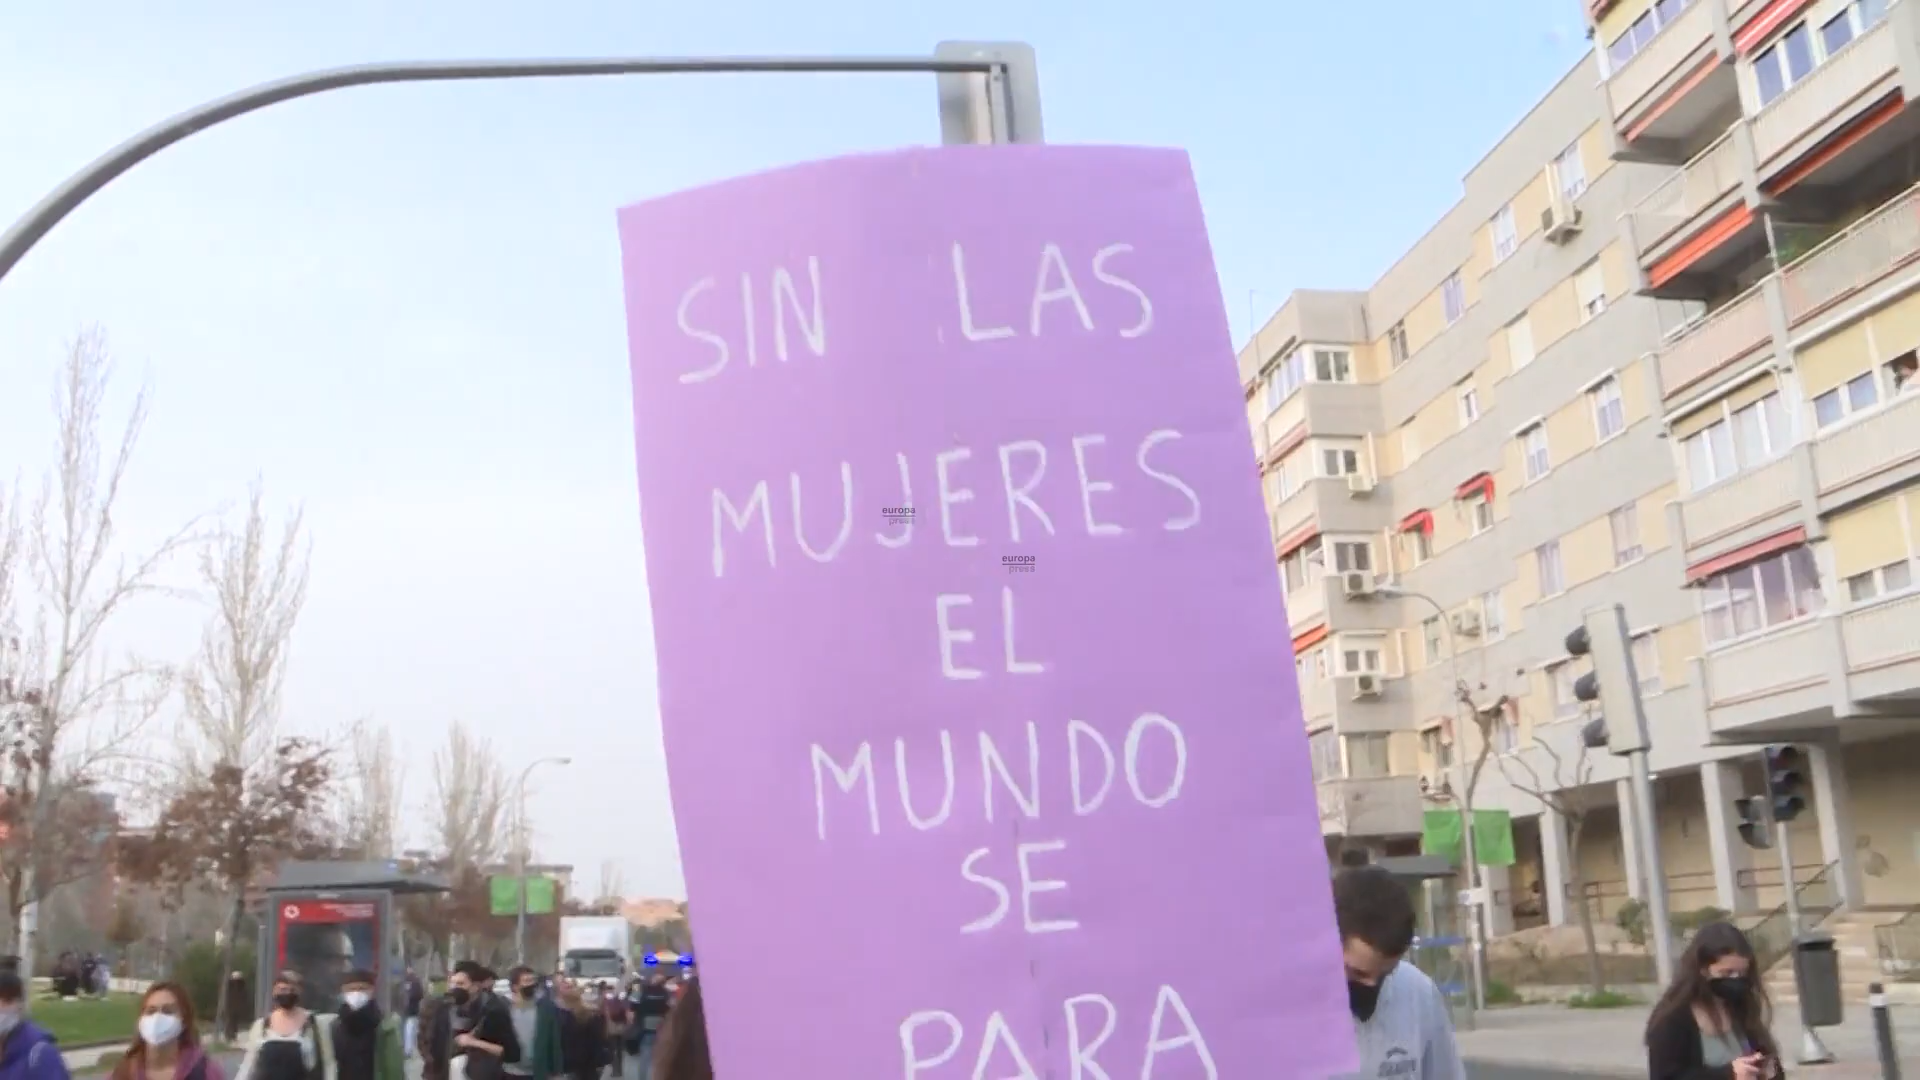 SIN LAS
MUJERES
europa
press
europa
press
EL
MUNDO
SE
PARA